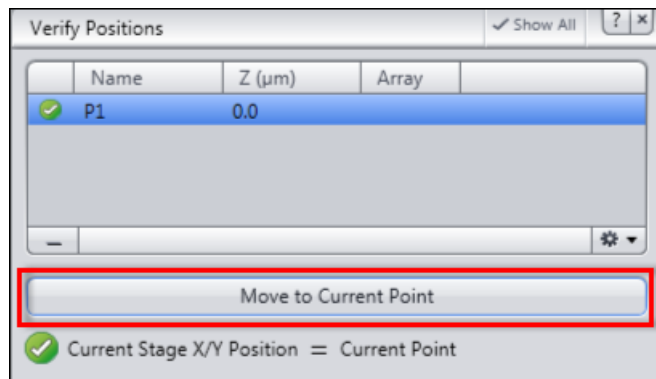 Verify Positions ✓ Show All ? ×
Name Z (µm) Array
P1 0.0
Move to Current Point
Current Stage X/Y Position = Current Point